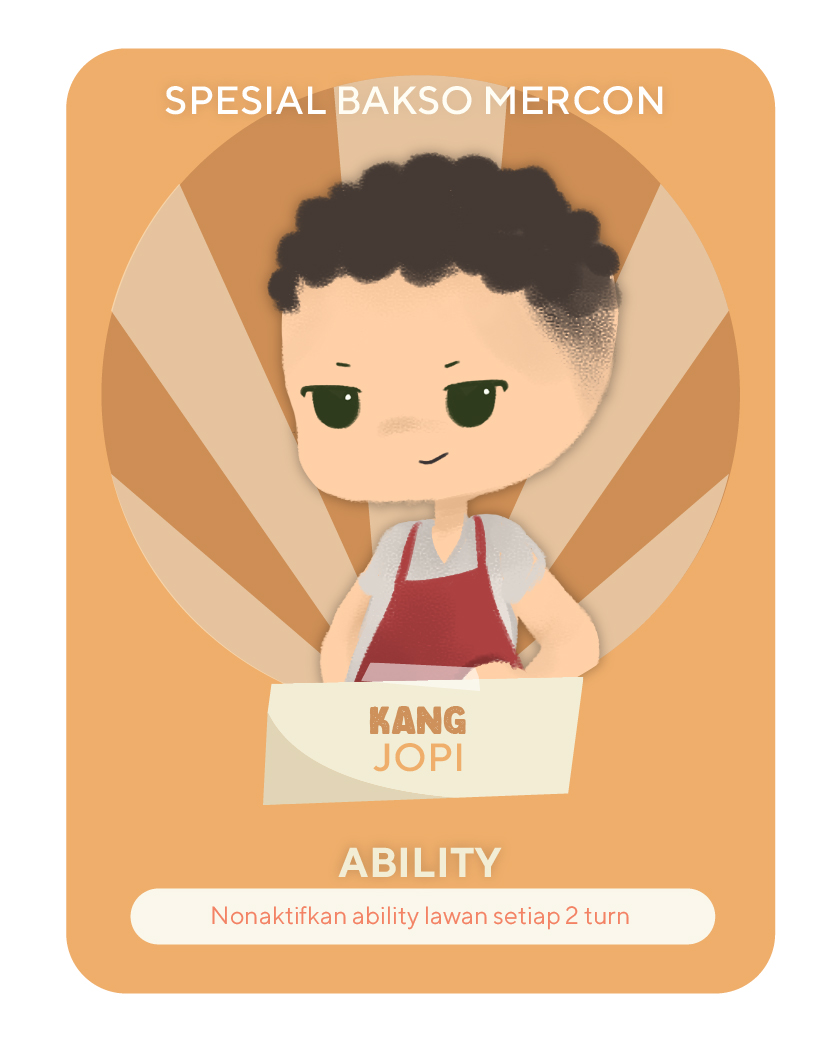 SPESIAL BAKSO MERCON
KANG
JOPI
ABILITY
Nonaktifkan ability lawan setiap 2 turn